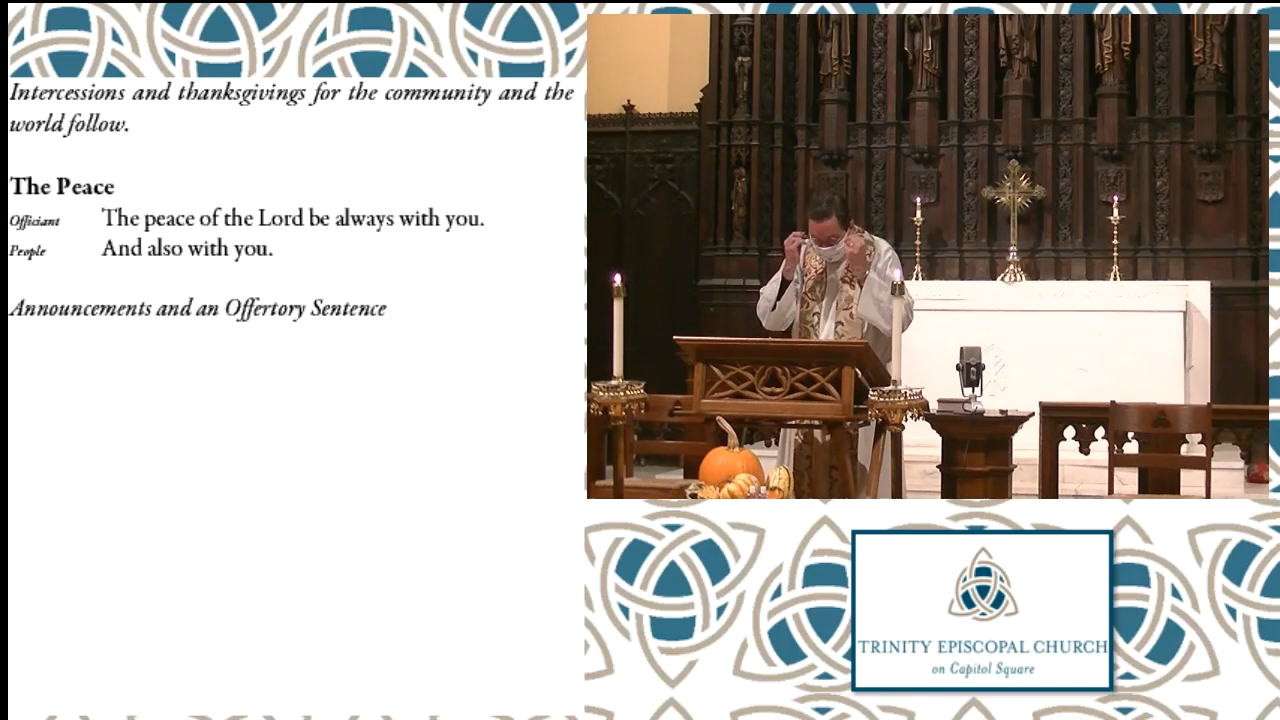 Intercessions and thanksgivings for the community and the
world follow.
The Peace
Officiant The peace of the Lord be always with you.
People And also with you.
Announcements and an Offertory Sentence
TRINITY EPISCOPAL CHURCH
on Capitol Square